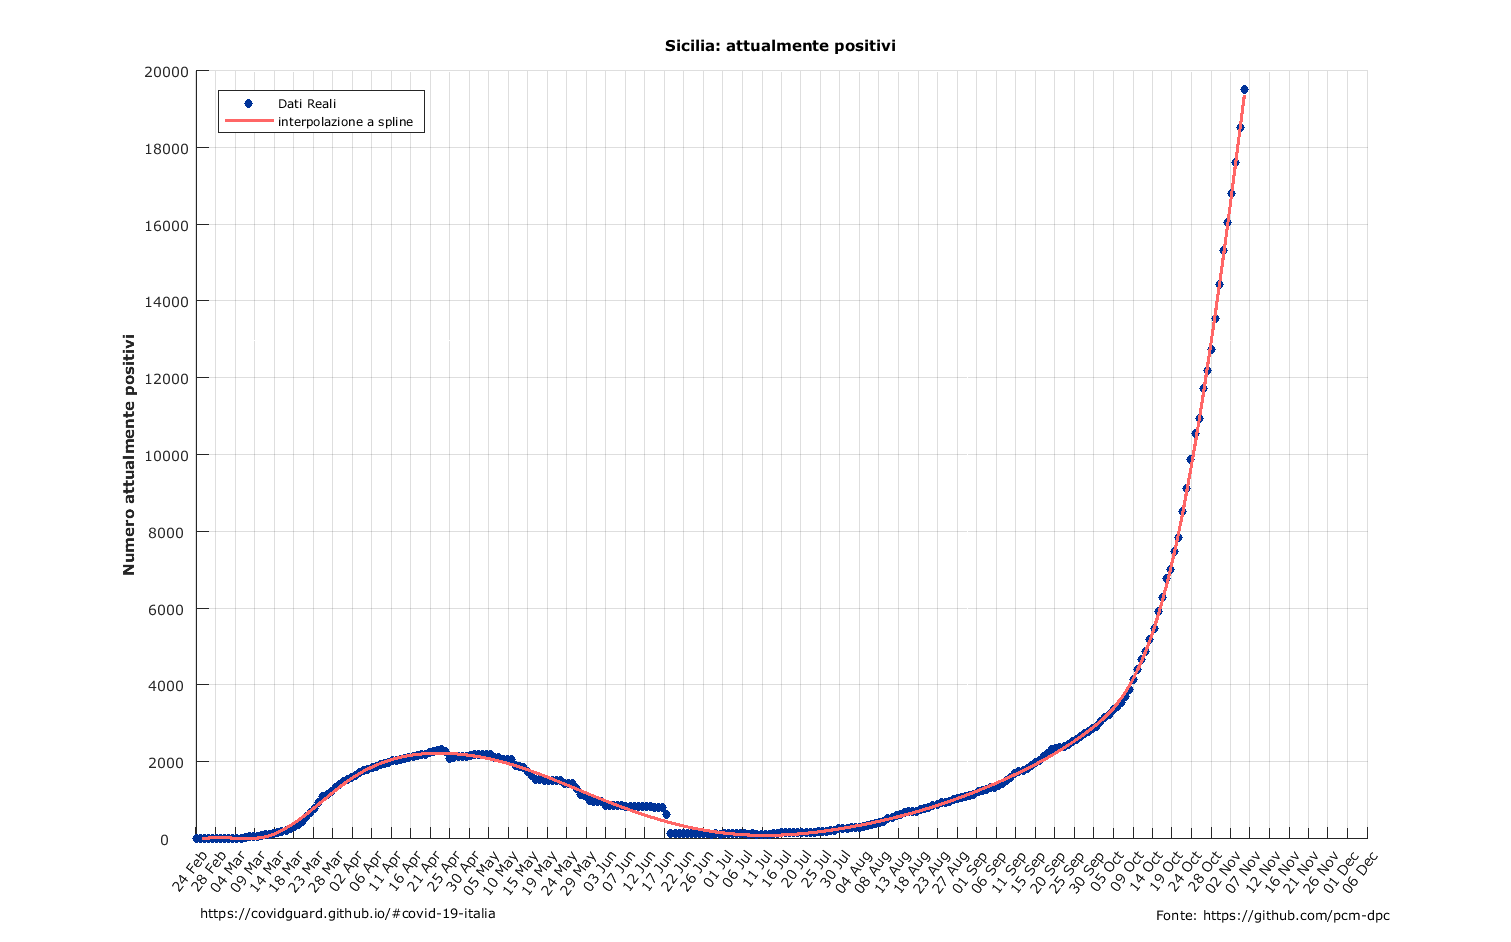 Sicilia: attualmente positivi
20000
18000
16000
14000
12000
10000
8000
6000
4000
2000
0
Numero attualmente positivi
Dati Reali
interpolazione a spline
24 Feb
28 Feb
04 Mar
09 Mar
14 Mar
18 Mar
23 Mar
28 Mar
02 Apr
06 Apr
11 Apr
16 Apr
21 Apr
25 Apr
30 Apr
05 May
10 May
15 May
19 May
24 May
29 May
03 Jun
07 Jun
12 Jun
17 Jun
22 Jun
26 Jun
01 Jul
06 Jul
11 Jul
16 Jul
20 Jul
25 Jul
30 Jul
04 Aug
08 Aug
13 Aug
18 Aug
23 Aug
27 Aug
01 Sep
06 Sep
11 Sep
15 Sep
20 Sep
25 Sep
30 Sep
05 Oct
09 Oct
14 Oct
19 Oct
24 Oct
28 Oct
02 Nov
07 Nov
12 Nov
16 Nov
21 Nov
26 Nov
01 Dec
06 Dec
https://covidguard.github.io/#covid-19-italia
Fonte: https://github.com/pcm-dpc